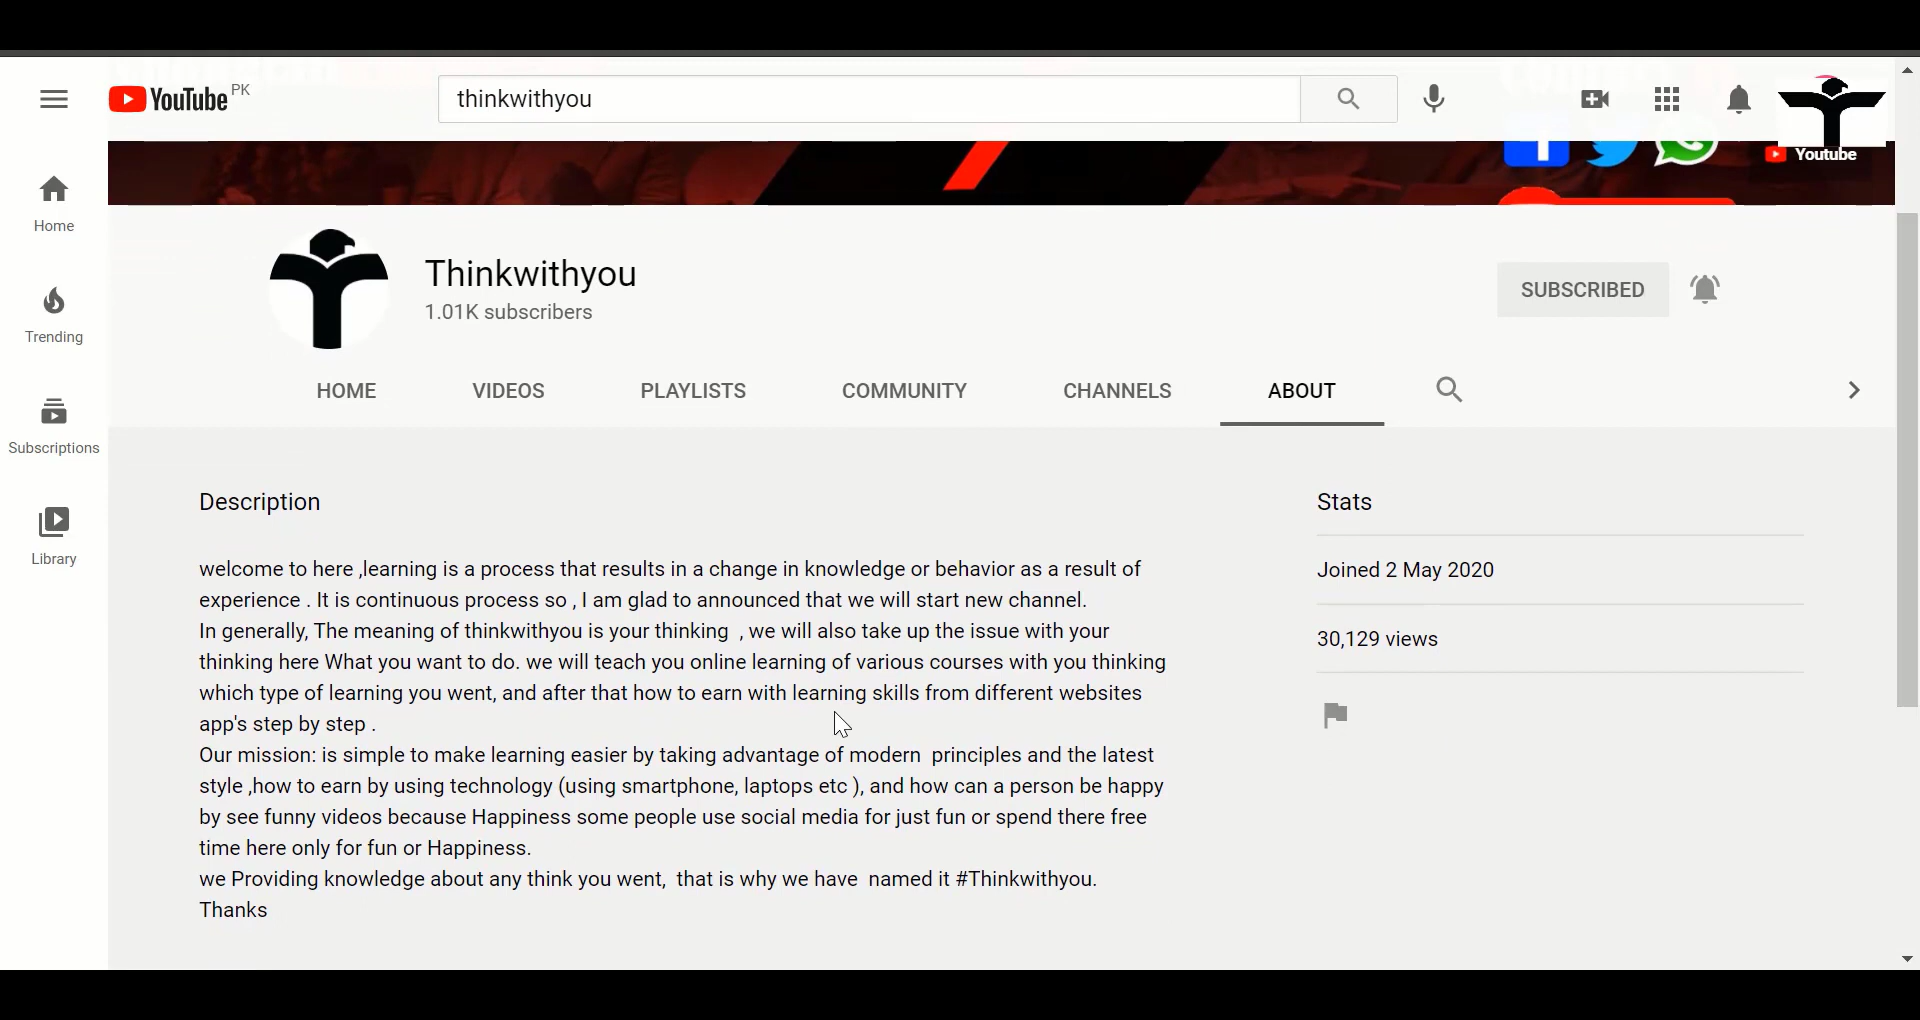 YouTube PK
thinkwithyou
Youtube
Home
Trending
Subscriptions
Library
Thinkwithyou
1.01K subscribers
SUBSCRIBED
HOME VIDEOS PLAYLISTS COMMUNITY CHANNELS ABOUT
Description
welcome to here ,learning is a process that results in a change in knowledge or behavior as a result of
experience . It is continuous process so , I am glad to announced that we will start new channel.
In generally, The meaning of thinkwithyou is your thinking  , we will also take up the issue with your
thinking here What you want to do. we will teach you online learning of various courses with you thinking
which type of learning you went, and after that how to earn with learning skills from different websites
app's step by step .
Our mission: is simple to make learning easier by taking advantage of modern  principles and the latest
style ,how to earn by using technology (using smartphone, laptops etc ), and how can a person be happy
by see funny videos because Happiness some people use social media for just fun or spend there free
time here only for fun or Happiness.
we Providing knowledge about any think you went,  that is why we have  named it #Thinkwithyou.
Thanks
Stats
Joined 2 May 2020
30,129 views